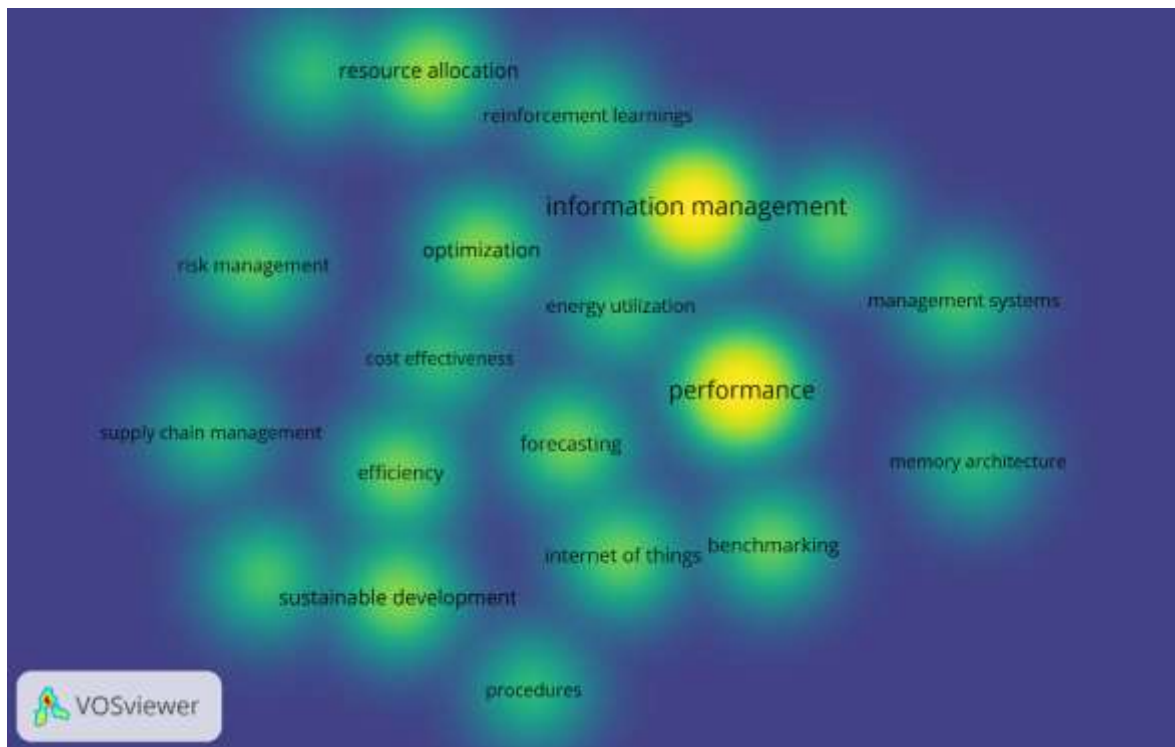 resource allocation
reinforcement learnings
information management
optimization
risk management
management systems
energy utilization
cost effectiveness
performance
supply chain management
forecasting
memory architecture
efficiency
benchmarking
internet of things
sustainable development
procedures
VOSviewer